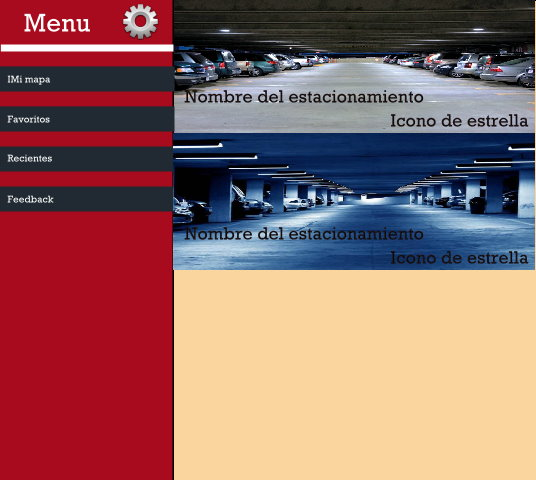 Menu
IMi mapa
Favoritos
Recientes
Feedback
Nombre del estacionamiento
Icono de estrella
Nombre del estacionamiento
Icono de estrella